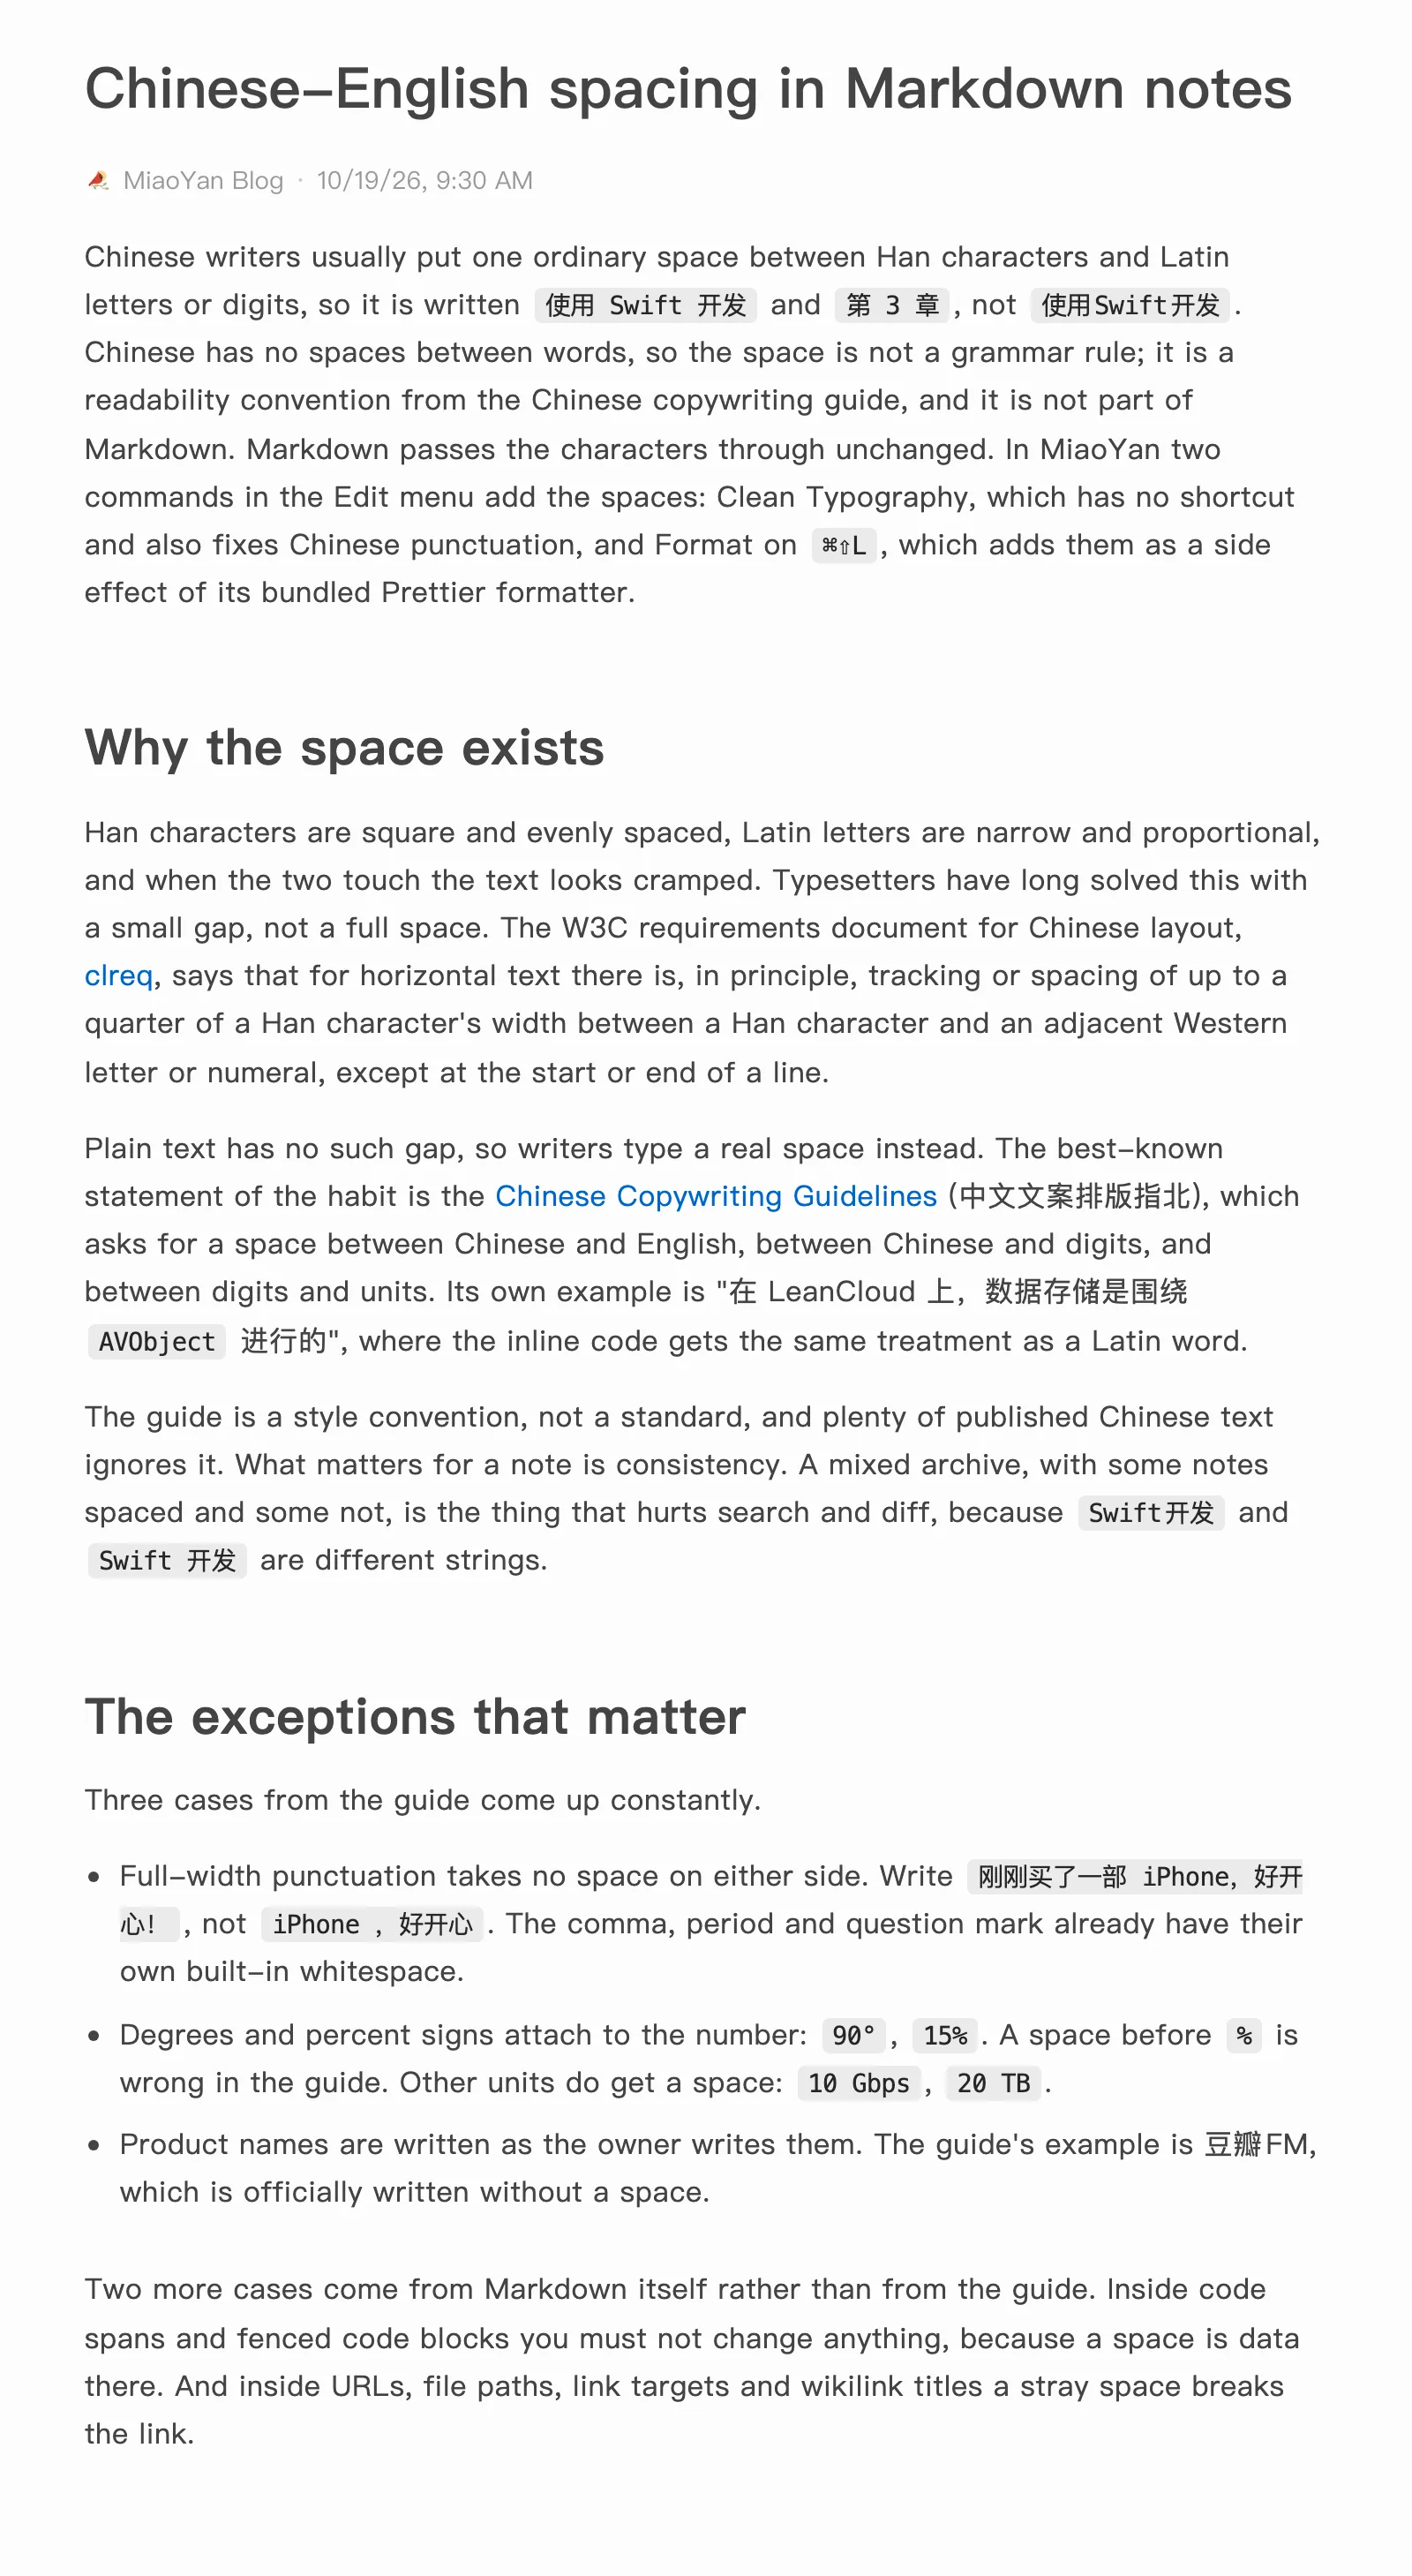 Chinese–English spacing in Markdown notes
MiaoYan Blog · 10/19/26, 9:30 AM
Chinese writers usually put one ordinary space between Han characters and Latin
letters or digits, so it is written 使用 Swift 开发 and 第 3 章, not 使用Swift开发.
Chinese has no spaces between words, so the space is not a grammar rule; it is a
readability convention from the Chinese copywriting guide, and it is not part of
Markdown. Markdown passes the characters through unchanged. In MiaoYan two
commands in the Edit menu add the spaces: Clean Typography, which has no shortcut
and also fixes Chinese punctuation, and Format on ⌘⇧L, which adds them as a side
effect of its bundled Prettier formatter.
Why the space exists
Han characters are square and evenly spaced, Latin letters are narrow and proportional,
and when the two touch the text looks cramped. Typesetters have long solved this with
a small gap, not a full space. The W3C requirements document for Chinese layout,
clreq, says that for horizontal text there is, in principle, tracking or spacing of up to a
quarter of a Han character's width between a Han character and an adjacent Western
letter or numeral, except at the start or end of a line.
Plain text has no such gap, so writers type a real space instead. The best–known
statement of the habit is the Chinese Copywriting Guidelines (中文文案排版指北), which
asks for a space between Chinese and English, between Chinese and digits, and
between digits and units. Its own example is "在 LeanCloud 上，数据存储是围绕
AVObject 进行的", where the inline code gets the same treatment as a Latin word.
The guide is a style convention, not a standard, and plenty of published Chinese text
ignores it. What matters for a note is consistency. A mixed archive, with some notes
spaced and some not, is the thing that hurts search and diff, because Swift开发 and
Swift 开发 are different strings.
The exceptions that matter
Three cases from the guide come up constantly.
• Full–width punctuation takes no space on either side. Write 刚刚买了一部 iPhone，好开
心！, not iPhone ，好开心. The comma, period and question mark already have their
own built–in whitespace.
• Degrees and percent signs attach to the number: 90°, 15%. A space before % is
wrong in the guide. Other units do get a space: 10 Gbps, 20 TB.
• Product names are written as the owner writes them. The guide's example is 豆瓣FM,
which is officially written without a space.
Two more cases come from Markdown itself rather than from the guide. Inside code
spans and fenced code blocks you must not change anything, because a space is data
there. And inside URLs, file paths, link targets and wikilink titles a stray space breaks
the link.